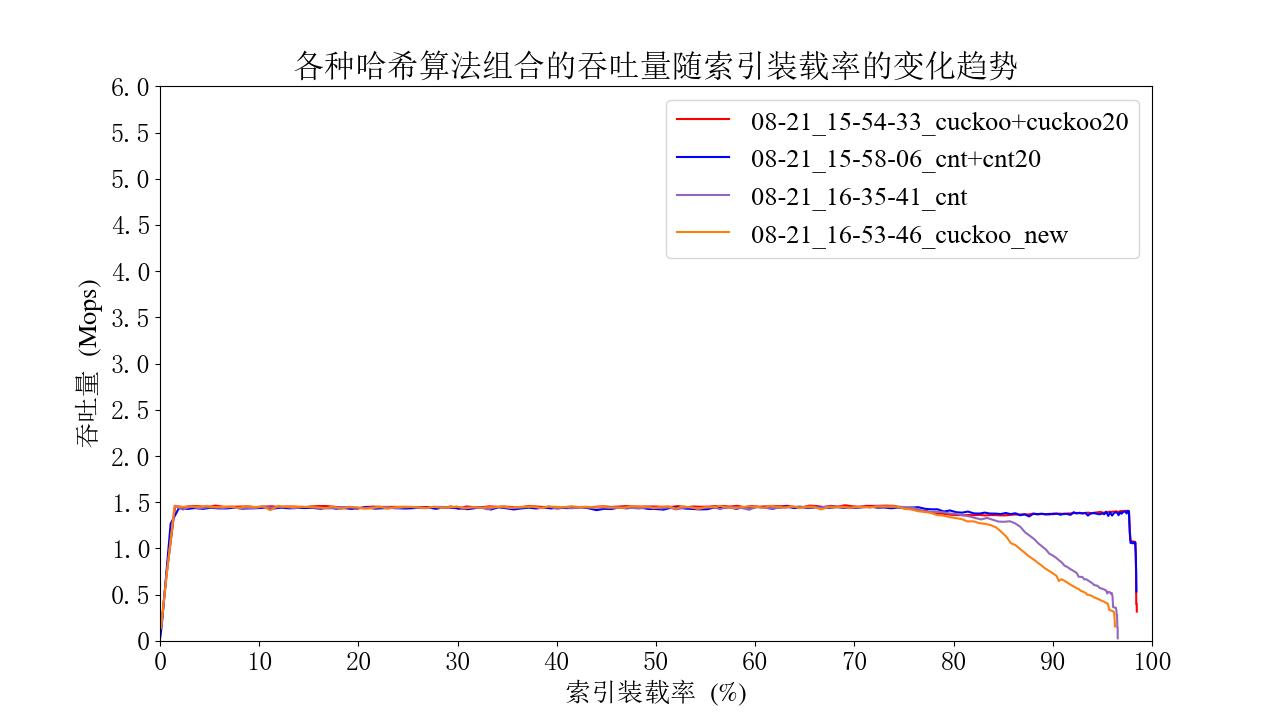 各种哈希算法组合的吞吐量随索引装载率的变化趋势
08-21_15-54-33_cuckoo+cuckoo20
08-21_15-58-06_cnt+cnt20
08-21_16-35-41_cnt
08-21_16-53-46_cuckoo_new
吞吐量 (Mops)
6.0
5.5
5.0
4.5
4.0
3.5
3.0
2.5
2.0
1.5
1.0
0.5
0
0 10 20 30 40 50 60 70 80 90 100
索引装载率 (%)